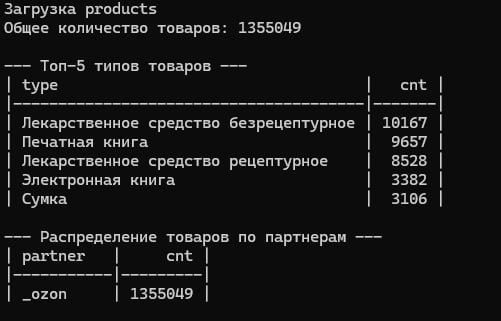 Загрузка products
Общее количество товаров: 1355049
--- Топ-5 типов товаров ---
| type                                  |   cnt |
|---------------------------------------|-------|
| Лекарственное средство безрецептурное | 10167 |
| Печатная книга                        |  9657 |
| Лекарственное средство рецептурное    |  8528 |
| Электронная книга                     |  3382 |
| Сумка                                 |  3106 |
--- Распределение товаров по партнерам ---
| partner   |     cnt |
|-----------|---------|
| _ozon     | 1355049 |